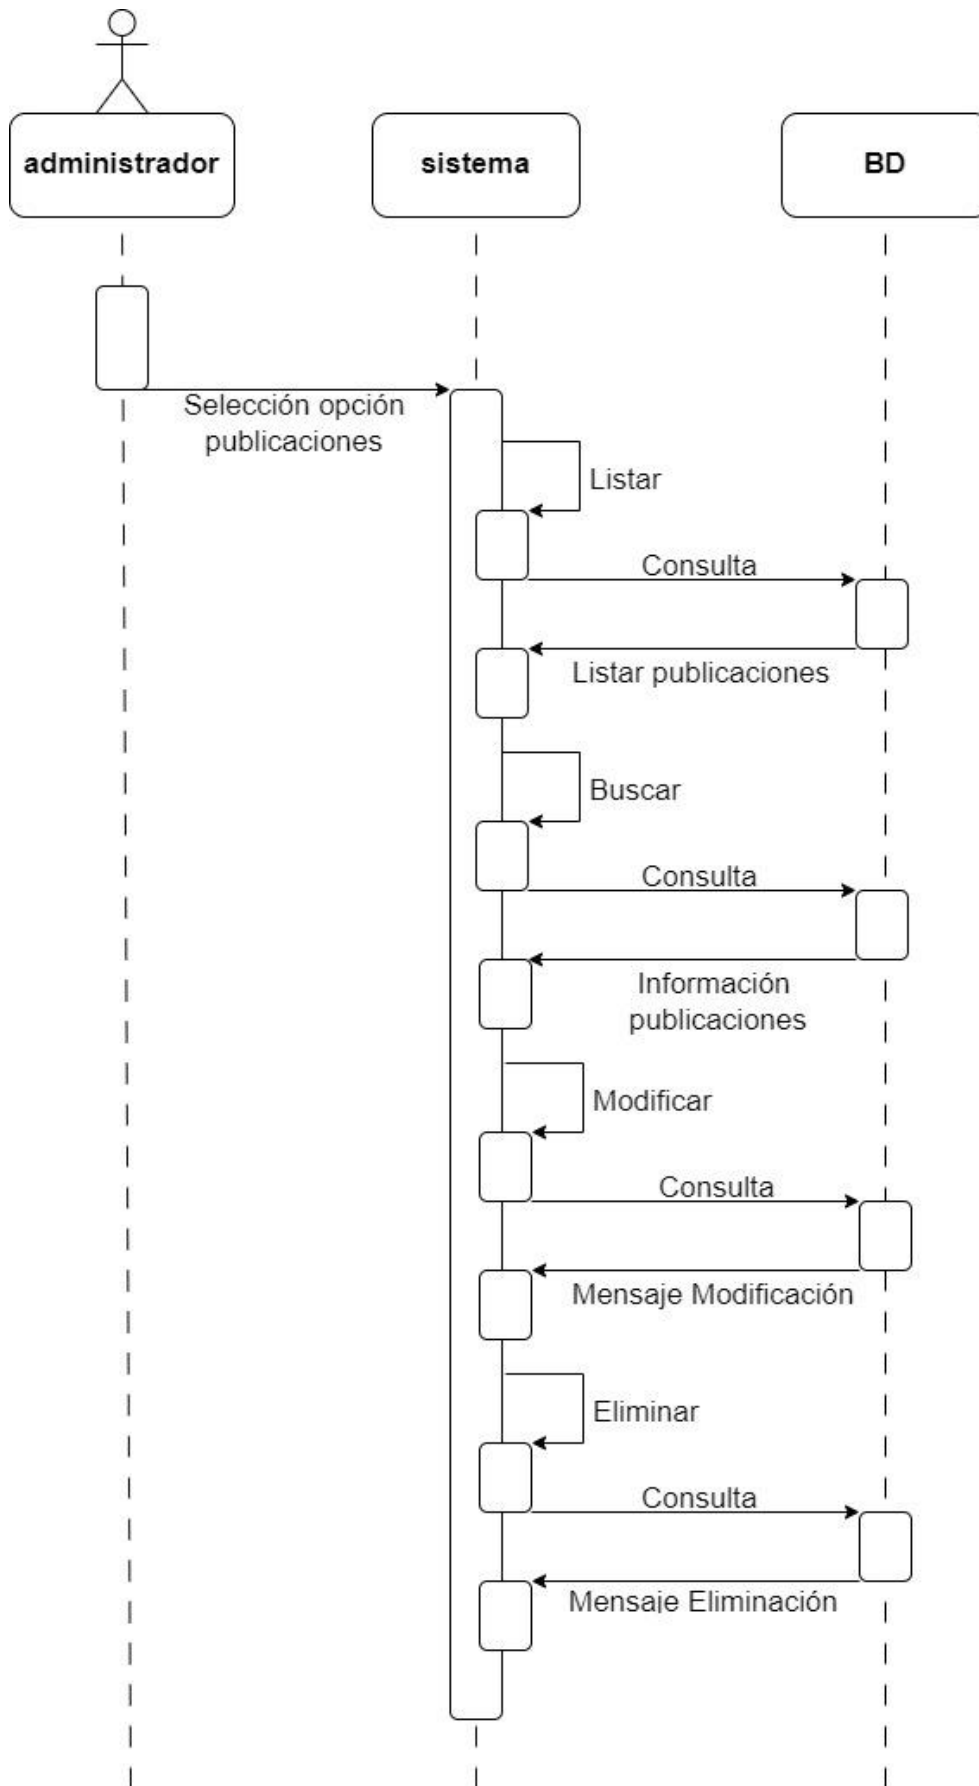 administrador
sistema
BD
Selección opción
publicaciones
Listar
Consulta
Listar publicaciones
Buscar
Consulta
Información
publicaciones
Modificar
Consulta
Mensaje Modificación
Eliminar
Consulta
Mensaje Eliminación